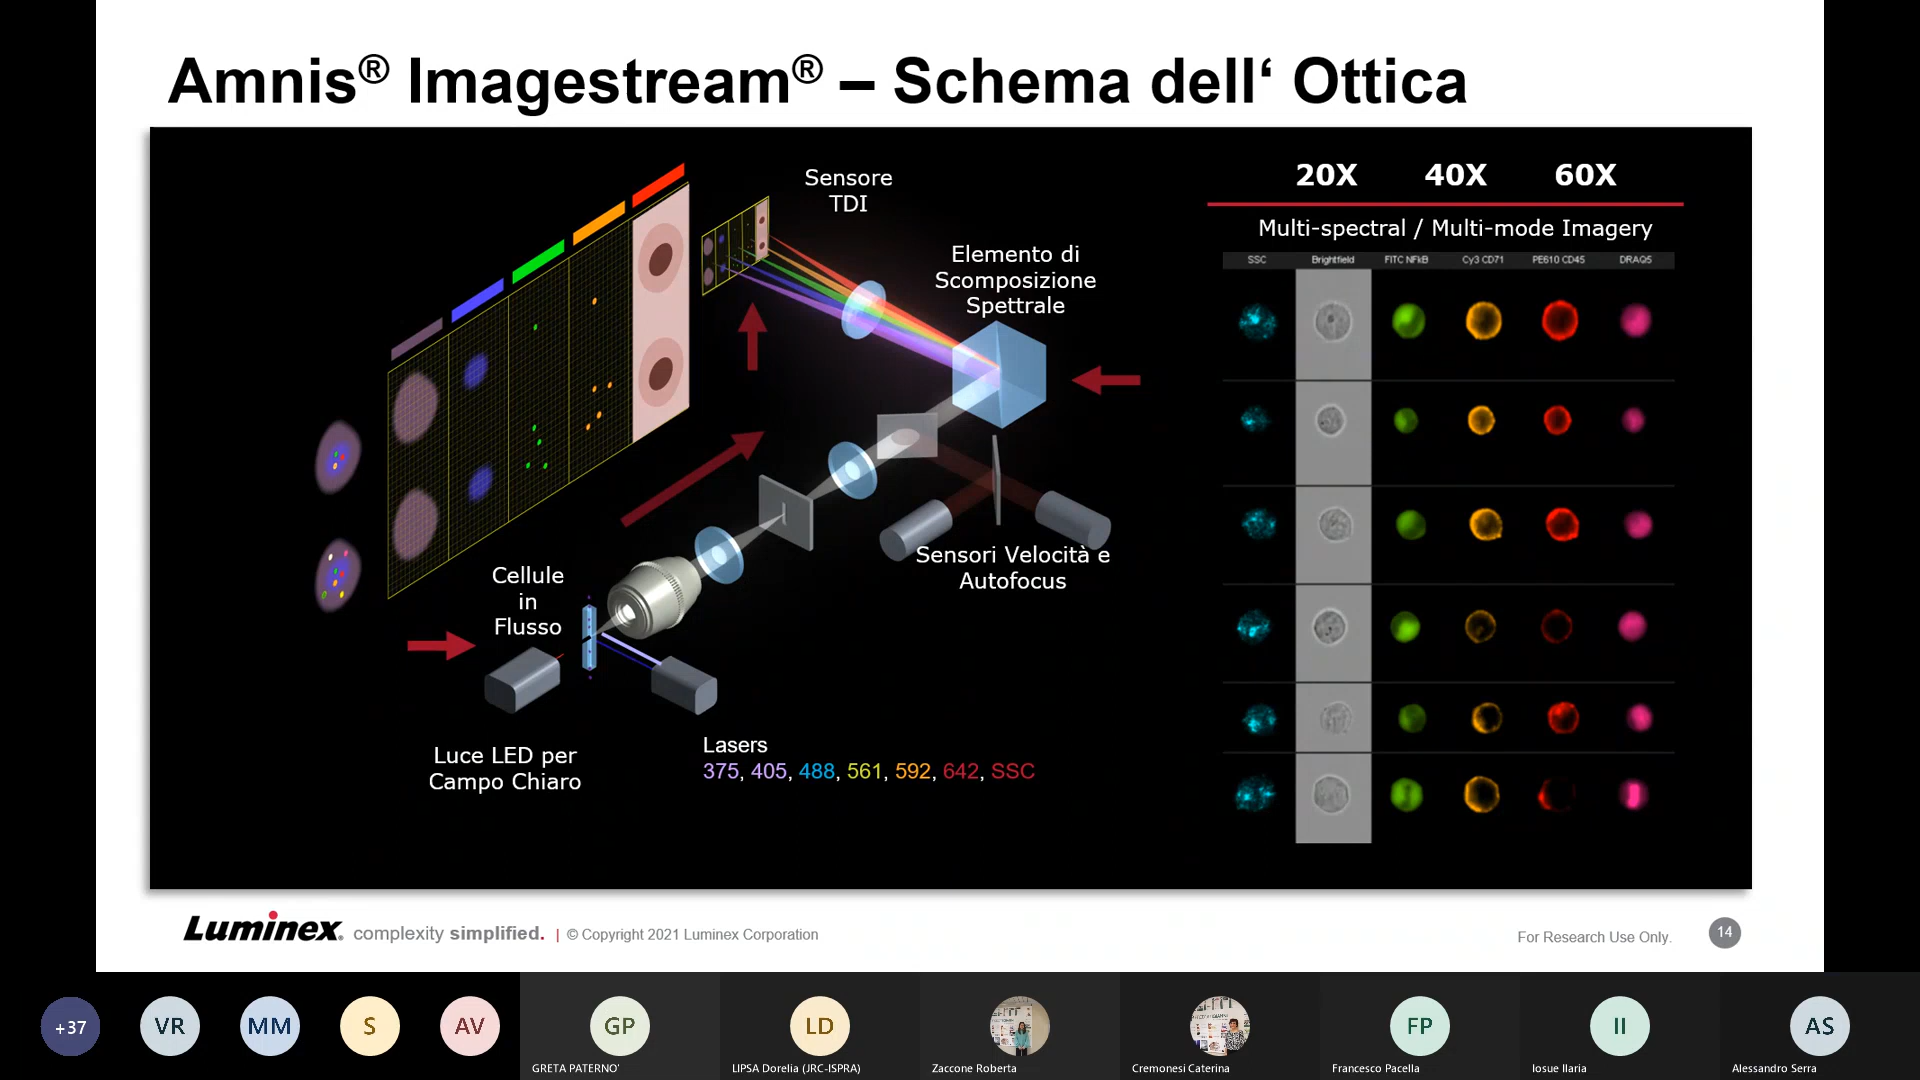 Amnis® Imagestream® – Schema dell‘ Ottica
Sensore
TDI
Elemento di
Scomposizione
Spettrale
Sensori Velocità e
Autofocus
Cellule
in
Flusso
Luce LED per
Campo Chiaro
Lasers
375, 405, 488, 561, 592, 642, SSC
20X 40X 60X
Multi-spectral / Multi-mode Imagery
SSC Brightfield FITC NFkB Cy3 CD71 PE610 CD45 DRAQ5
Luminex® complexity simplified. | © Copyright 2021 Luminex Corporation
For Research Use Only. 14
+37 VR MM S AV GP LD FP II AS
GRETA PATERNO' LIPSA Dorelia (JRC-ISPRA) Zaccone Roberta Cremonesi Caterina Francesco Pacella Iosue Ilaria Alessandro Serra